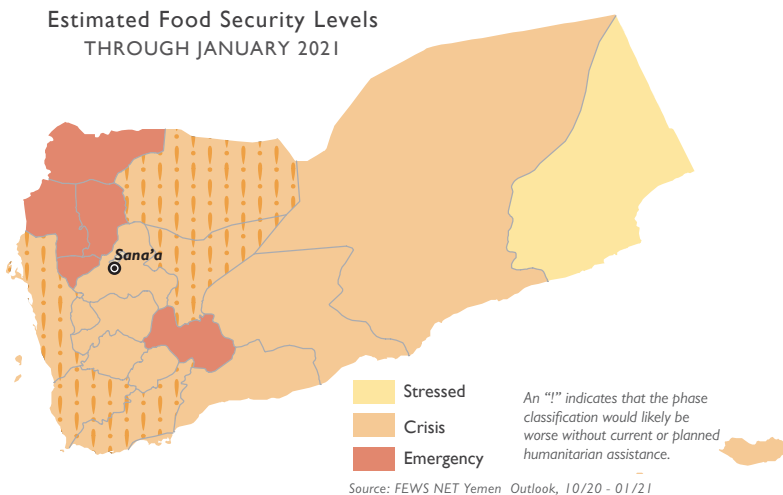 Estimated Food Security Levels
THROUGH JANUARY 2021
Sana'a
Stressed
Crisis
Emergency
An “!” indicates that the phase
classification would likely be
worse without current or planned
humanitarian assistance.
Source: FEWS NET Yemen Outlook, 10/20 - 01/21